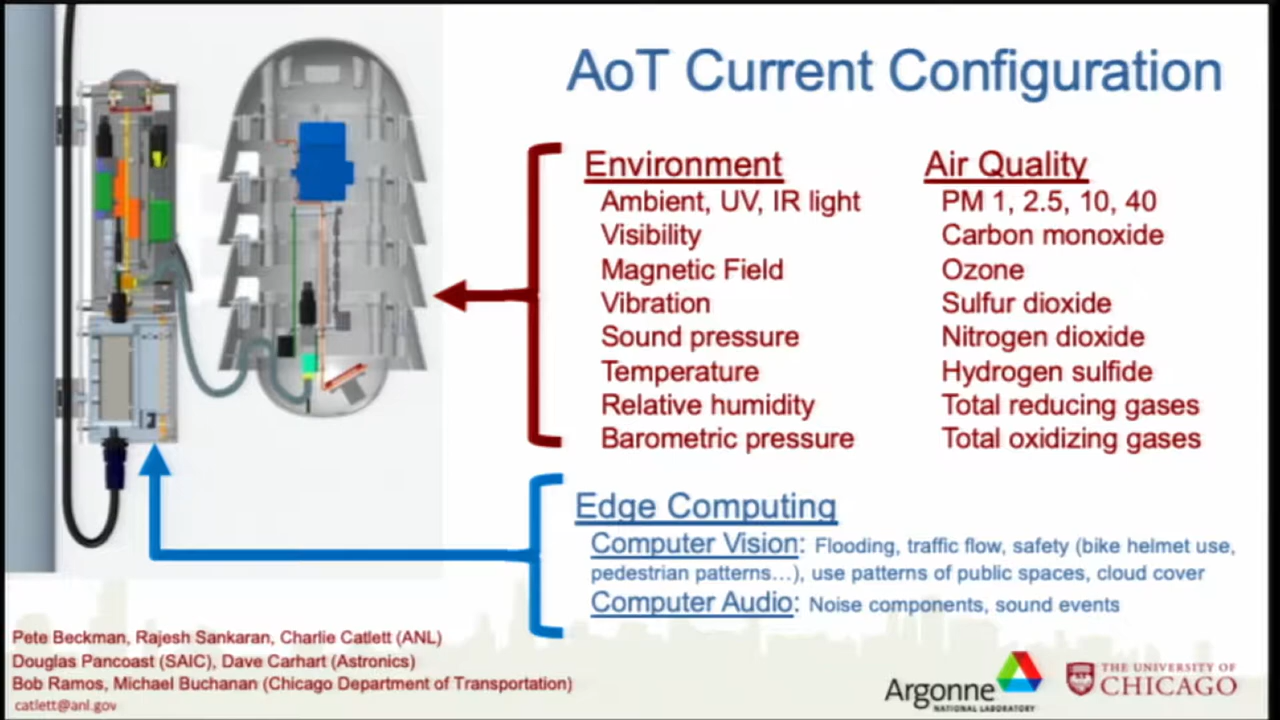 AoT Current Configuration
Environment
Ambient, UV, IR light
Visibility
Magnetic Field
Vibration
Sound pressure
Temperature
Relative humidity
Barometric pressure
Air Quality
PM 1, 2.5, 10, 40
Carbon monoxide
Ozone
Sulfur dioxide
Nitrogen dioxide
Hydrogen sulfide
Total reducing gases
Total oxidizing gases
Edge Computing
Computer Vision: Flooding, traffic flow, safety (bike helmet use,
pedestrian patterns…), use patterns of public spaces, cloud cover
Computer Audio: Noise components, sound events
Pete Beckman, Rajesh Sankaran, Charlie Catlett (ANL)
Douglas Pancoast (SAIC), Dave Carhart (Astronics)
Bob Ramos, Michael Buchanan (Chicago Department of Transportation)
catlett@anl.gov
Argonne
NATIONAL LABORATORY
THE UNIVERSITY OF
CHICAGO